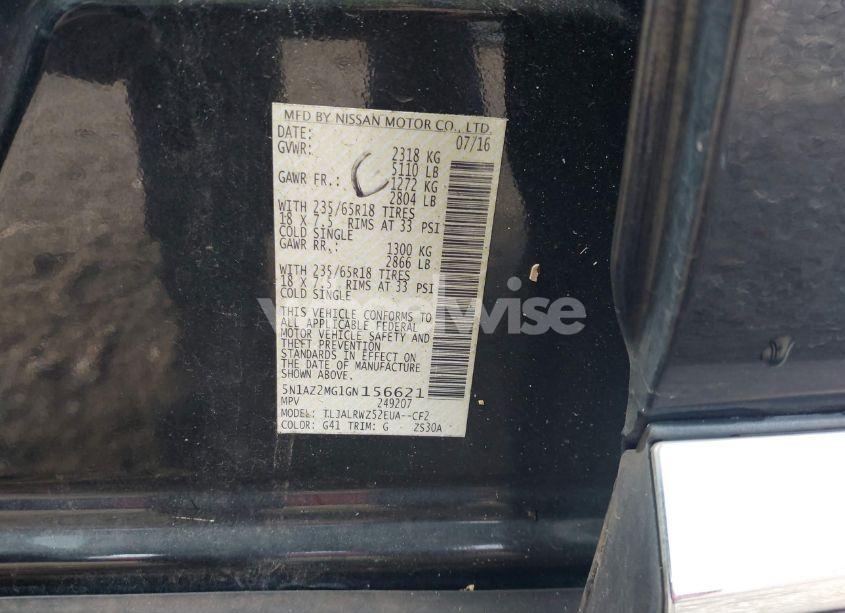 MFD BY NISSAN MOTOR CO., LTD.
DATE: 07/16
GVWR: 2318 KG
5110 LB
GAWR FR.: 1272 KG
2804 LB
WITH 235/65R18 TIRES
18 X 7.5 RIMS AT 33 PSI
COLD SINGLE
GAWR RR.: 1300 KG
2866 LB
WITH 235/65R18 TIRES
18 X 7.5 RIMS AT 33 PSI
COLD SINGLE
THIS VEHICLE CONFORMS TO
ALL APPLICABLE FEDERAL
MOTOR VEHICLE SAFETY AND
THEFT PREVENTION
STANDARDS IN EFFECT ON
THE DATE OF MANUFACTURE
SHOWN ABOVE.
5N1AZ2MG1GN156621
MPV 249207
MODEL: TLJALRWZ52EUA--CF2
COLOR: G41 TRIM: G ZS30A